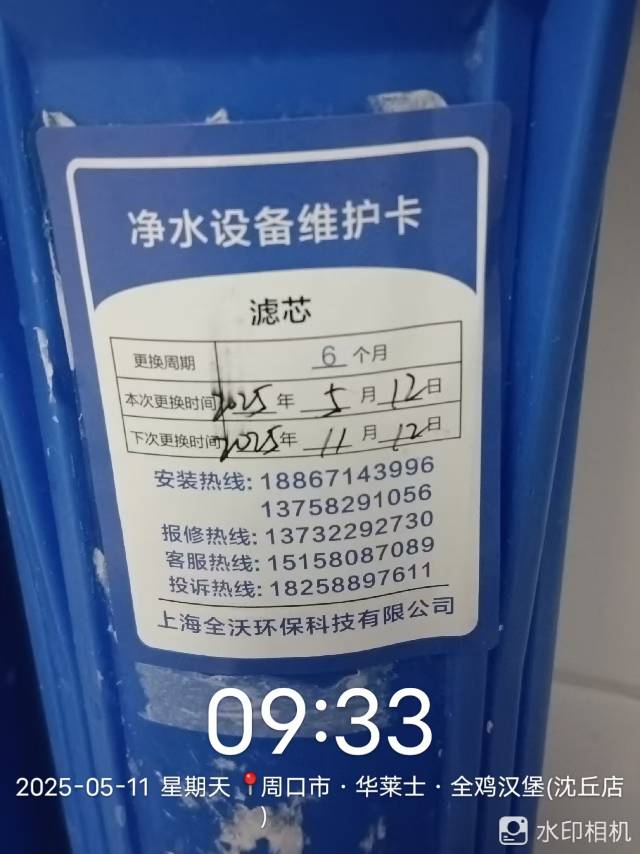 净水设备维护卡
滤芯
更换周期 6 个月
本次更换时间 2025 年 5 月 12 日
下次更换时间 2025 年 11 月 12 日
安装热线: 18867143996
13758291056
报修热线: 13732292730
客服热线: 15158087089
投诉热线: 18258897611
上海全沃环保科技有限公司
09:33
2025-05-11 星期天 周口市 · 华莱士 · 全鸡汉堡(沈丘店
)
水印相机